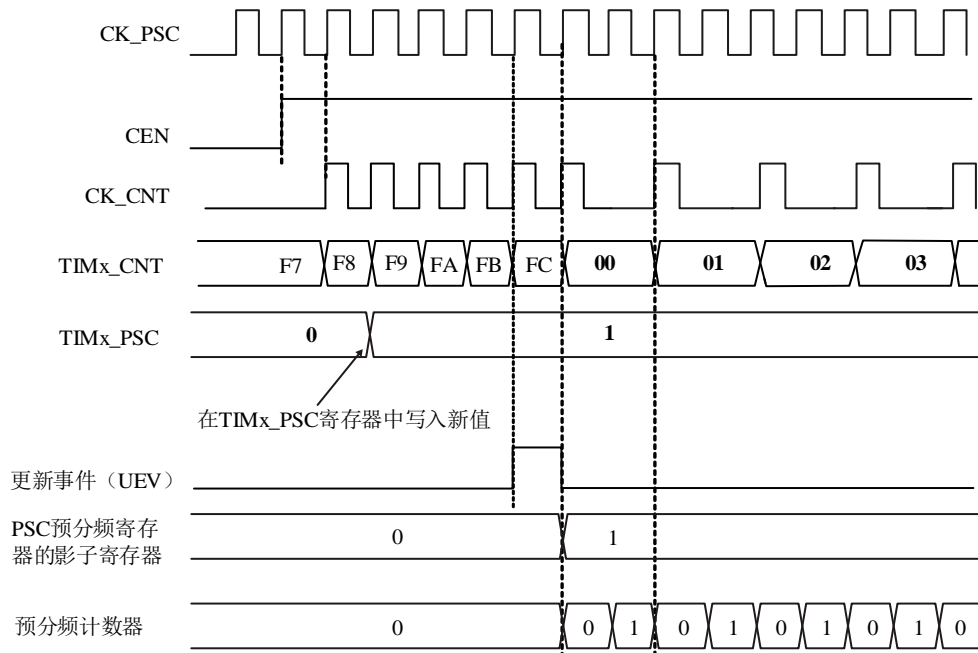 CK_PSC
CEN
CK_CNT
TIMx_CNT F7 F8 F9 FA FB FC 00 01 02 03
TIMx_PSC 0 1
在TIMx_PSC寄存器中写入新值
更新事件（UEV）
PSC预分频寄存
器的影子寄存器 0 1
预分频计数器 0 0 1 0 1 0 1 0 1 0